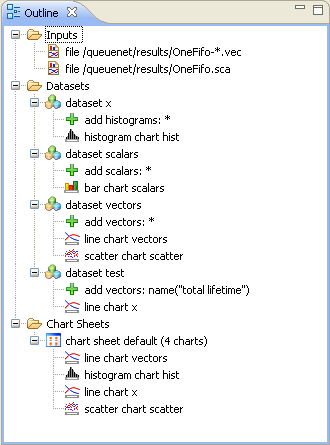 Outline
Inputs
file /queuenet/results/OneFifo-*.vec
file /queuenet/results/OneFifo.sca
Datasets
dataset x
add histograms: *
histogram chart hist
dataset scalars
add scalars: *
bar chart scalars
dataset vectors
add vectors: *
line chart vectors
scatter chart scatter
dataset test
add vectors: name("total lifetime")
line chart x
Chart Sheets
chart sheet default (4 charts)
line chart vectors
histogram chart hist
line chart x
scatter chart scatter